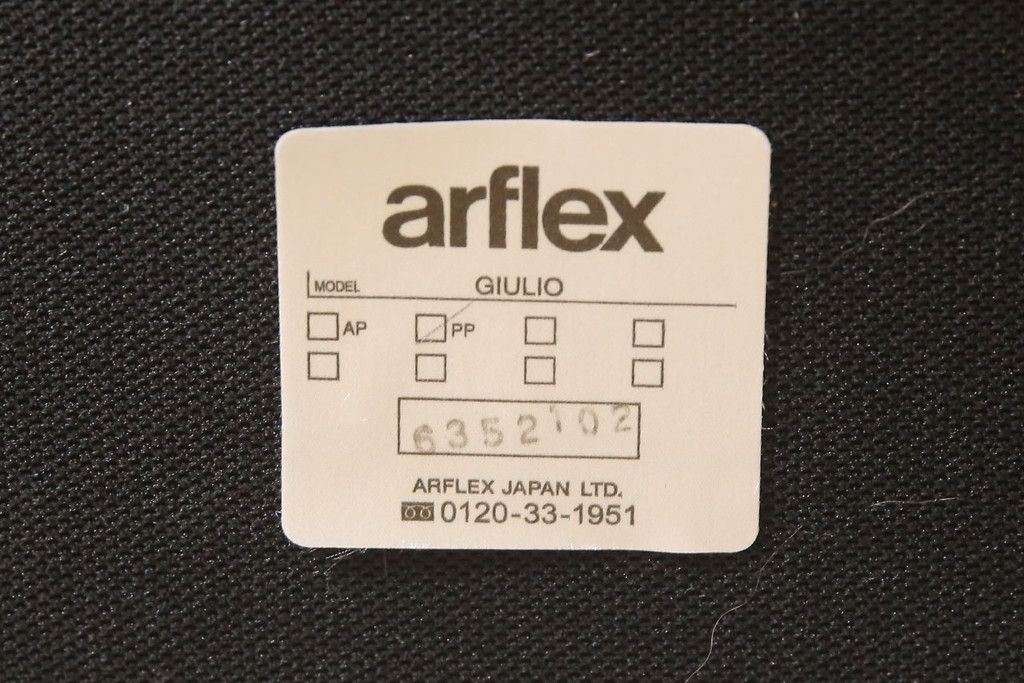 arflex
MODEL GIULIO
AP PP
6352102
ARFLEX JAPAN LTD.
0120-33-1951